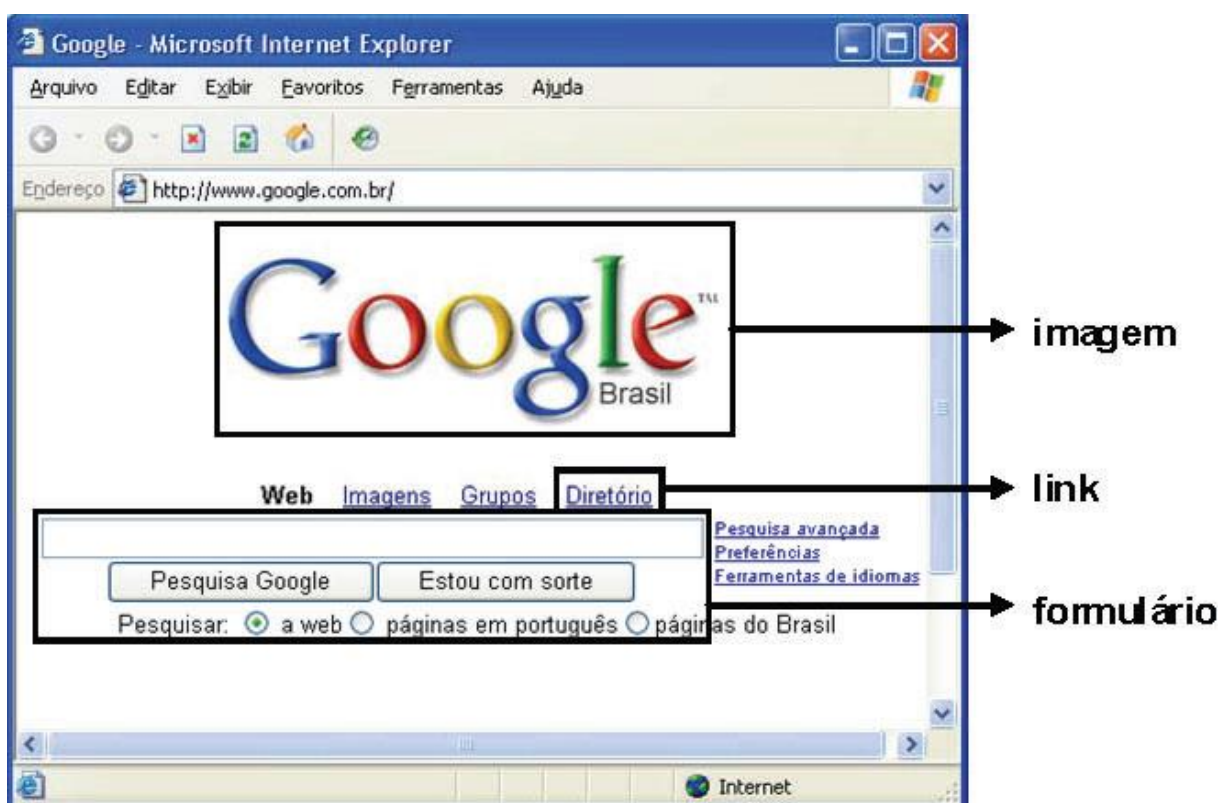 Google - Microsoft Internet Explorer
Arquivo Editar Exibir Favoritos Ferramentas Ajuda
Endereço http://www.google.com.br/
Google™
Brasil
imagem
Web Imagens Grupos Diretório
link
Pesquisa avançada
Preferências
Ferramentas de idiomas
Pesquisa Google Estou com sorte
formulário
Pesquisar: a web páginas em português páginas do Brasil
Internet